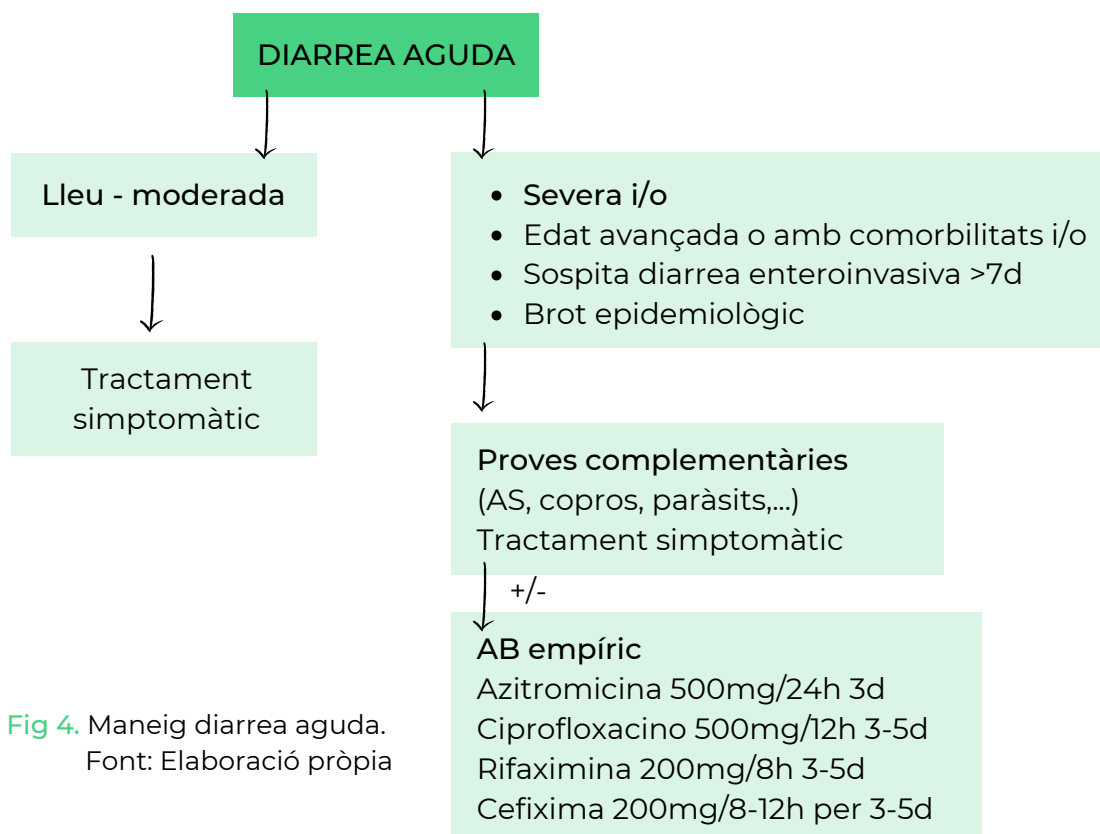 DIARREA AGUDA
Lleu - moderada
Tractament
simptomàtic
• Severa i/o
• Edat avançada o amb comorbilitats i/o
• Sospita diarrea enteroinvasiva >7d
• Brot epidemiològic
Proves complementàries
(AS, copros, paràsits,...)
Tractament simptomàtic
+/-
AB empíric
Azitromicina 500mg/24h 3d
Ciprofloxacino 500mg/12h 3-5d
Rifaximina 200mg/8h 3-5d
Cefixima 200mg/8-12h per 3-5d
Fig 4. Maneig diarrea aguda.
Font: Elaboració pròpia